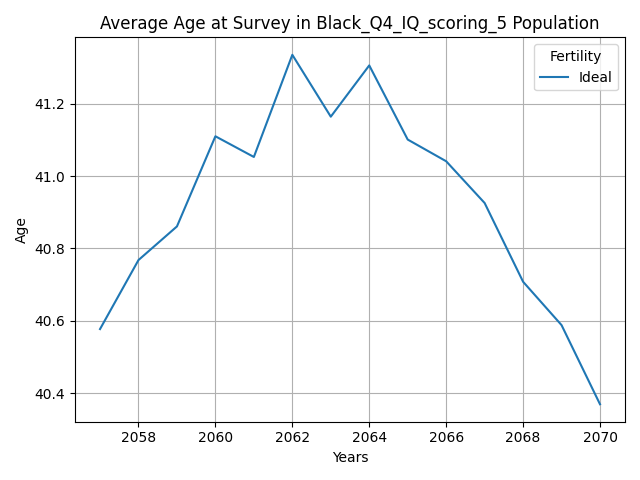 Average Age at Survey in Black_Q4_IQ_scoring_5 Population
Fertility
Ideal
41.2
41.0
40.8
40.6
40.4
Age
2058 2060 2062 2064 2066 2068 2070
Years